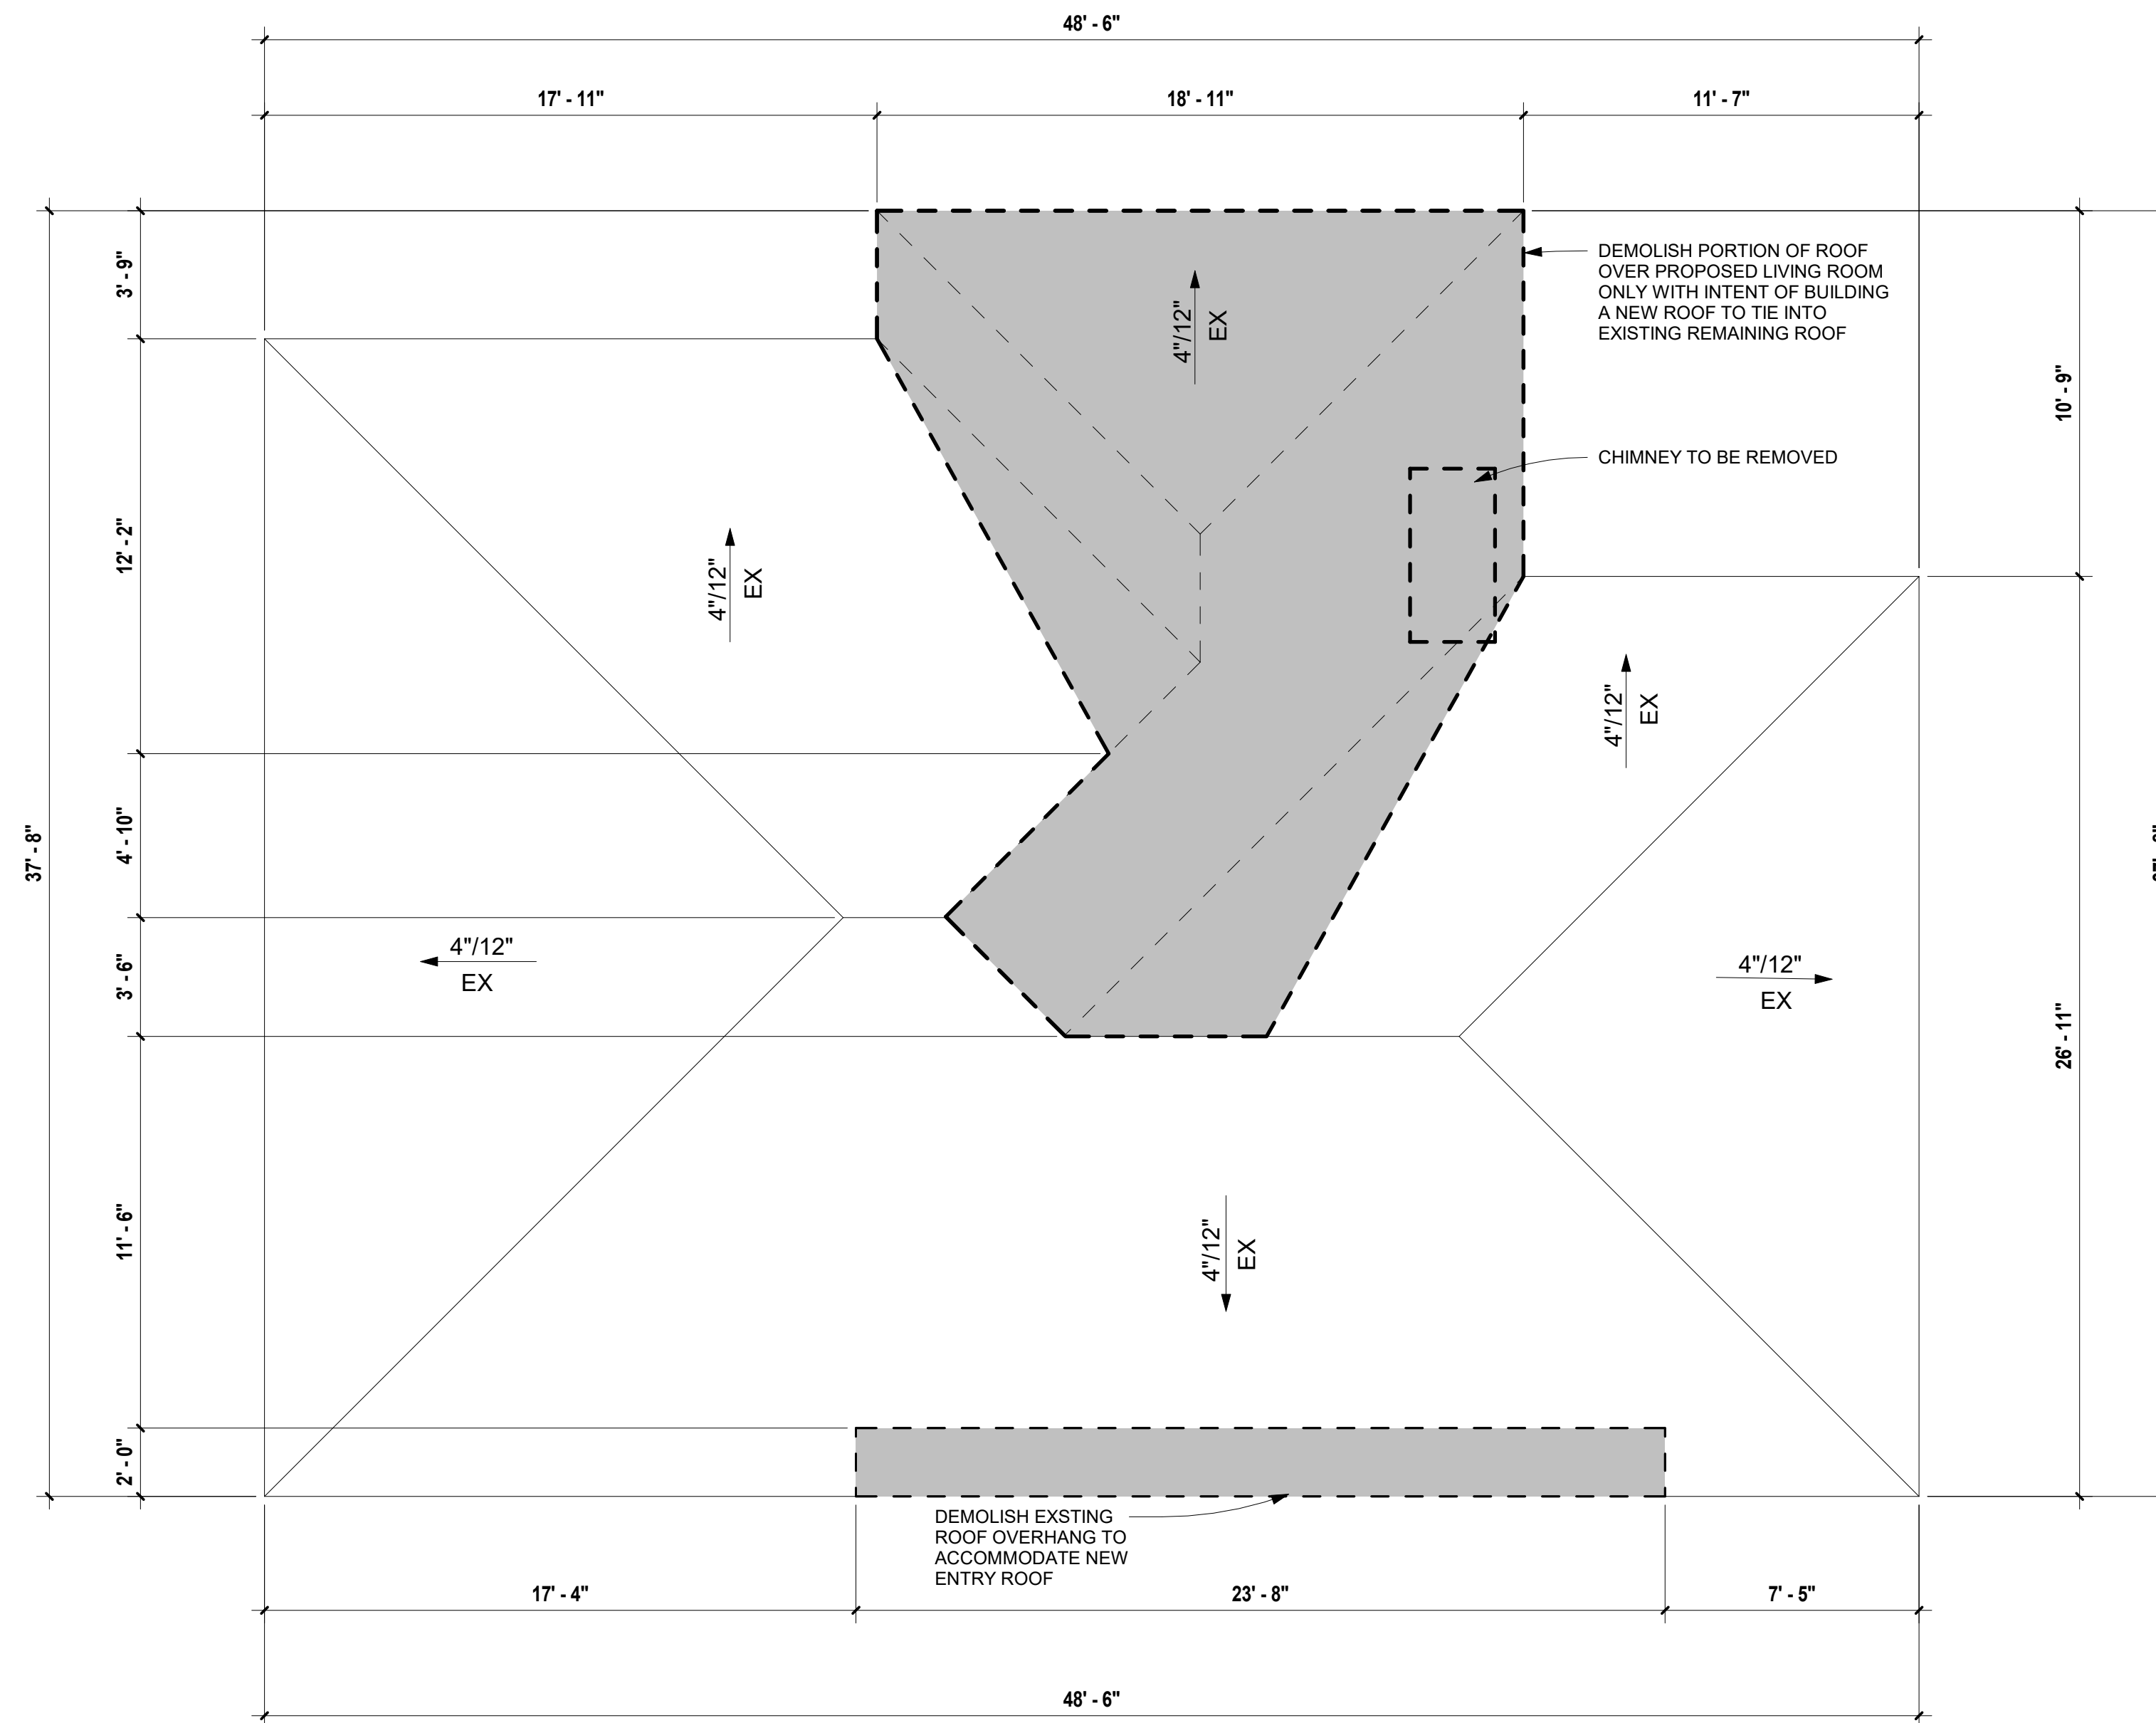 48' - 6"
17' - 11"
18' - 11"
11' - 7"
3' - 9"
DEMOLISH PORTION OF ROOF
OVER PROPOSED LIVING ROOM
ONLY WITH INTENT OF BUILDING
A NEW ROOF TO TIE INTO
EXISTING REMAINING ROOF
4"/12"
EX
10' - 9"
CHIMNEY TO BE REMOVED
12' - 2"
4"/12"
EX
4"/12"
EX
4' - 10"
37' - 8"
3' - 6"
4"/12"
EX
4"/12"
EX
26' - 11"
11' - 6"
4"/12"
EX
2' - 0"
DEMOLISH EXSTING
ROOF OVERHANG TO
ACCOMMODATE NEW
ENTRY ROOF
17' - 4"
23' - 8"
7' - 5"
48' - 6"